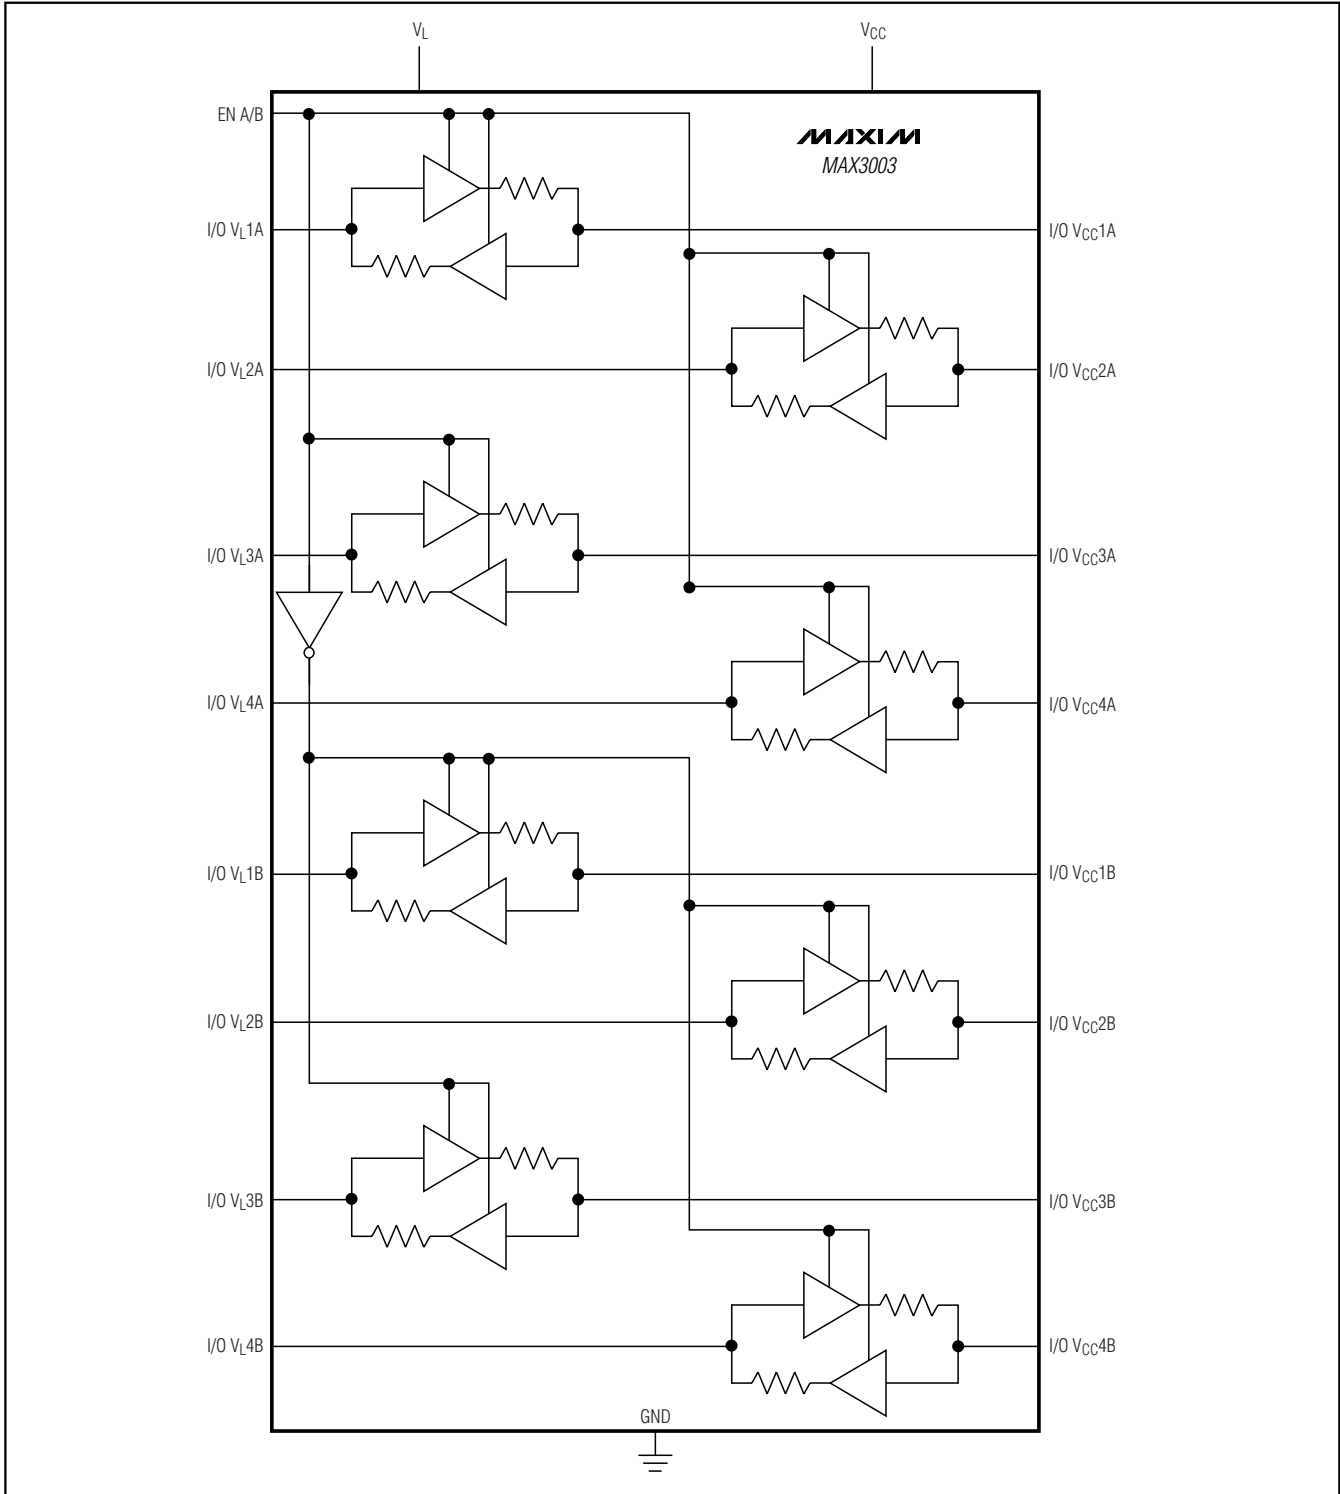 VL VCC
EN A/B
MAXIM
MAX3003
I/O VL1A I/O VCC1A
I/O VL2A I/O VCC2A
I/O VL3A I/O VCC3A
I/O VL4A I/O VCC4A
I/O VL1B I/O VCC1B
I/O VL2B I/O VCC2B
I/O VL3B I/O VCC3B
I/O VL4B I/O VCC4B
GND